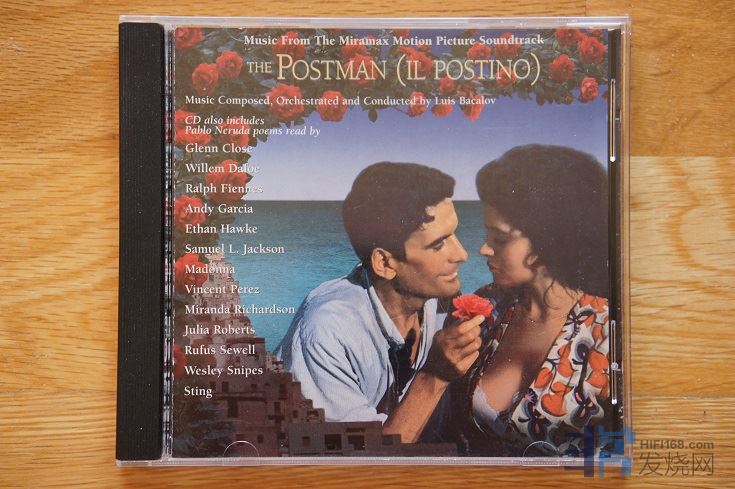 Music From The Miramax Motion Picture Soundtrack
THE POSTMAN (IL POSTINO)
Music Composed, Orchestrated and Conducted by Luis Bacalov
CD also includes
Pablo Neruda poems read by
Glenn Close
Willem Dafoe
Ralph Fiennes
Andy Garcia
Ethan Hawke
Samuel L. Jackson
Madonna
Vincent Perez
Miranda Richardson
Julia Roberts
Rufus Sewell
Wesley Snipes
Sting
HIFI168.com
发烧网